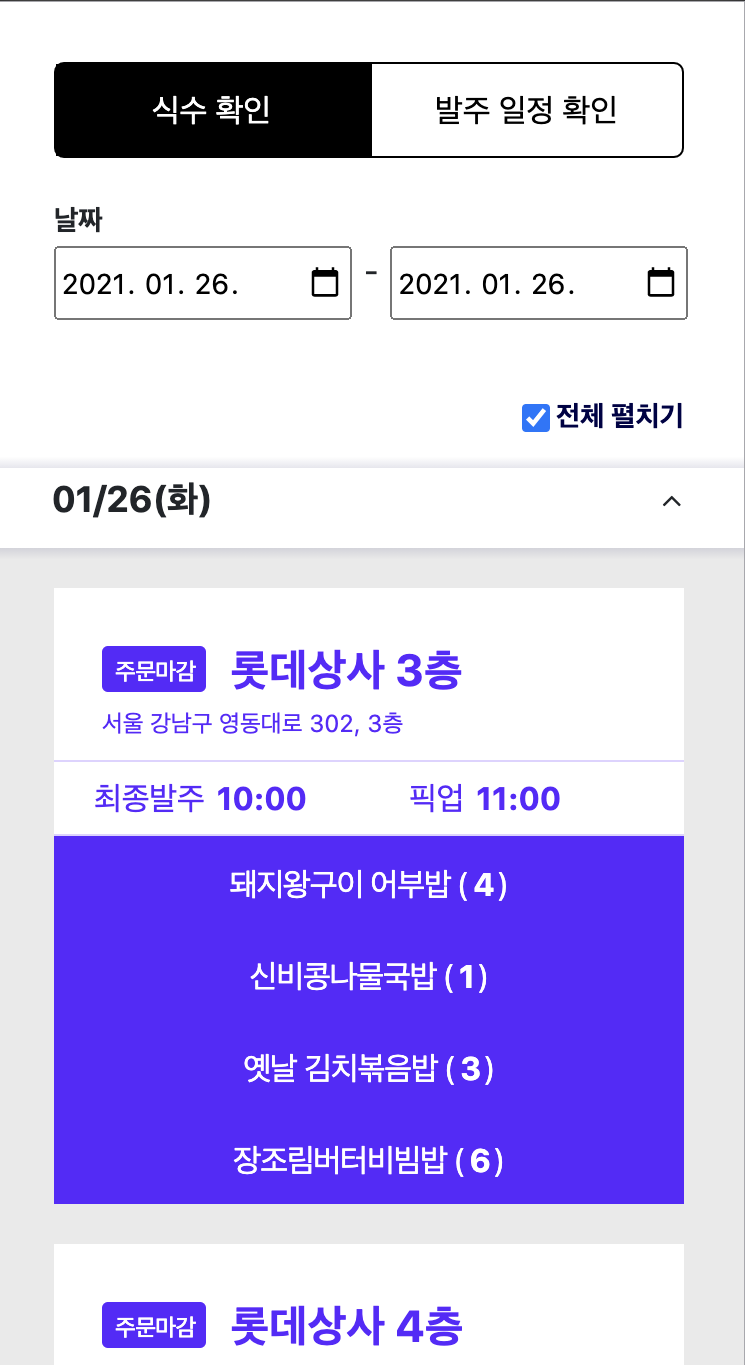 식수 확인 발주 일정 확인
날짜
2021. 01. 26. - 2021. 01. 26.
전체 펼치기
01/26(화)
주문마감 롯데상사 3층
서울 강남구 영동대로 302, 3층
최종발주 10:00 픽업 11:00
돼지왕구이 어부밥 ( 4 )
신비콩나물국밥 ( 1 )
옛날 김치볶음밥 ( 3 )
장조림버터비빔밥 ( 6 )
주문마감 롯데상사 4층